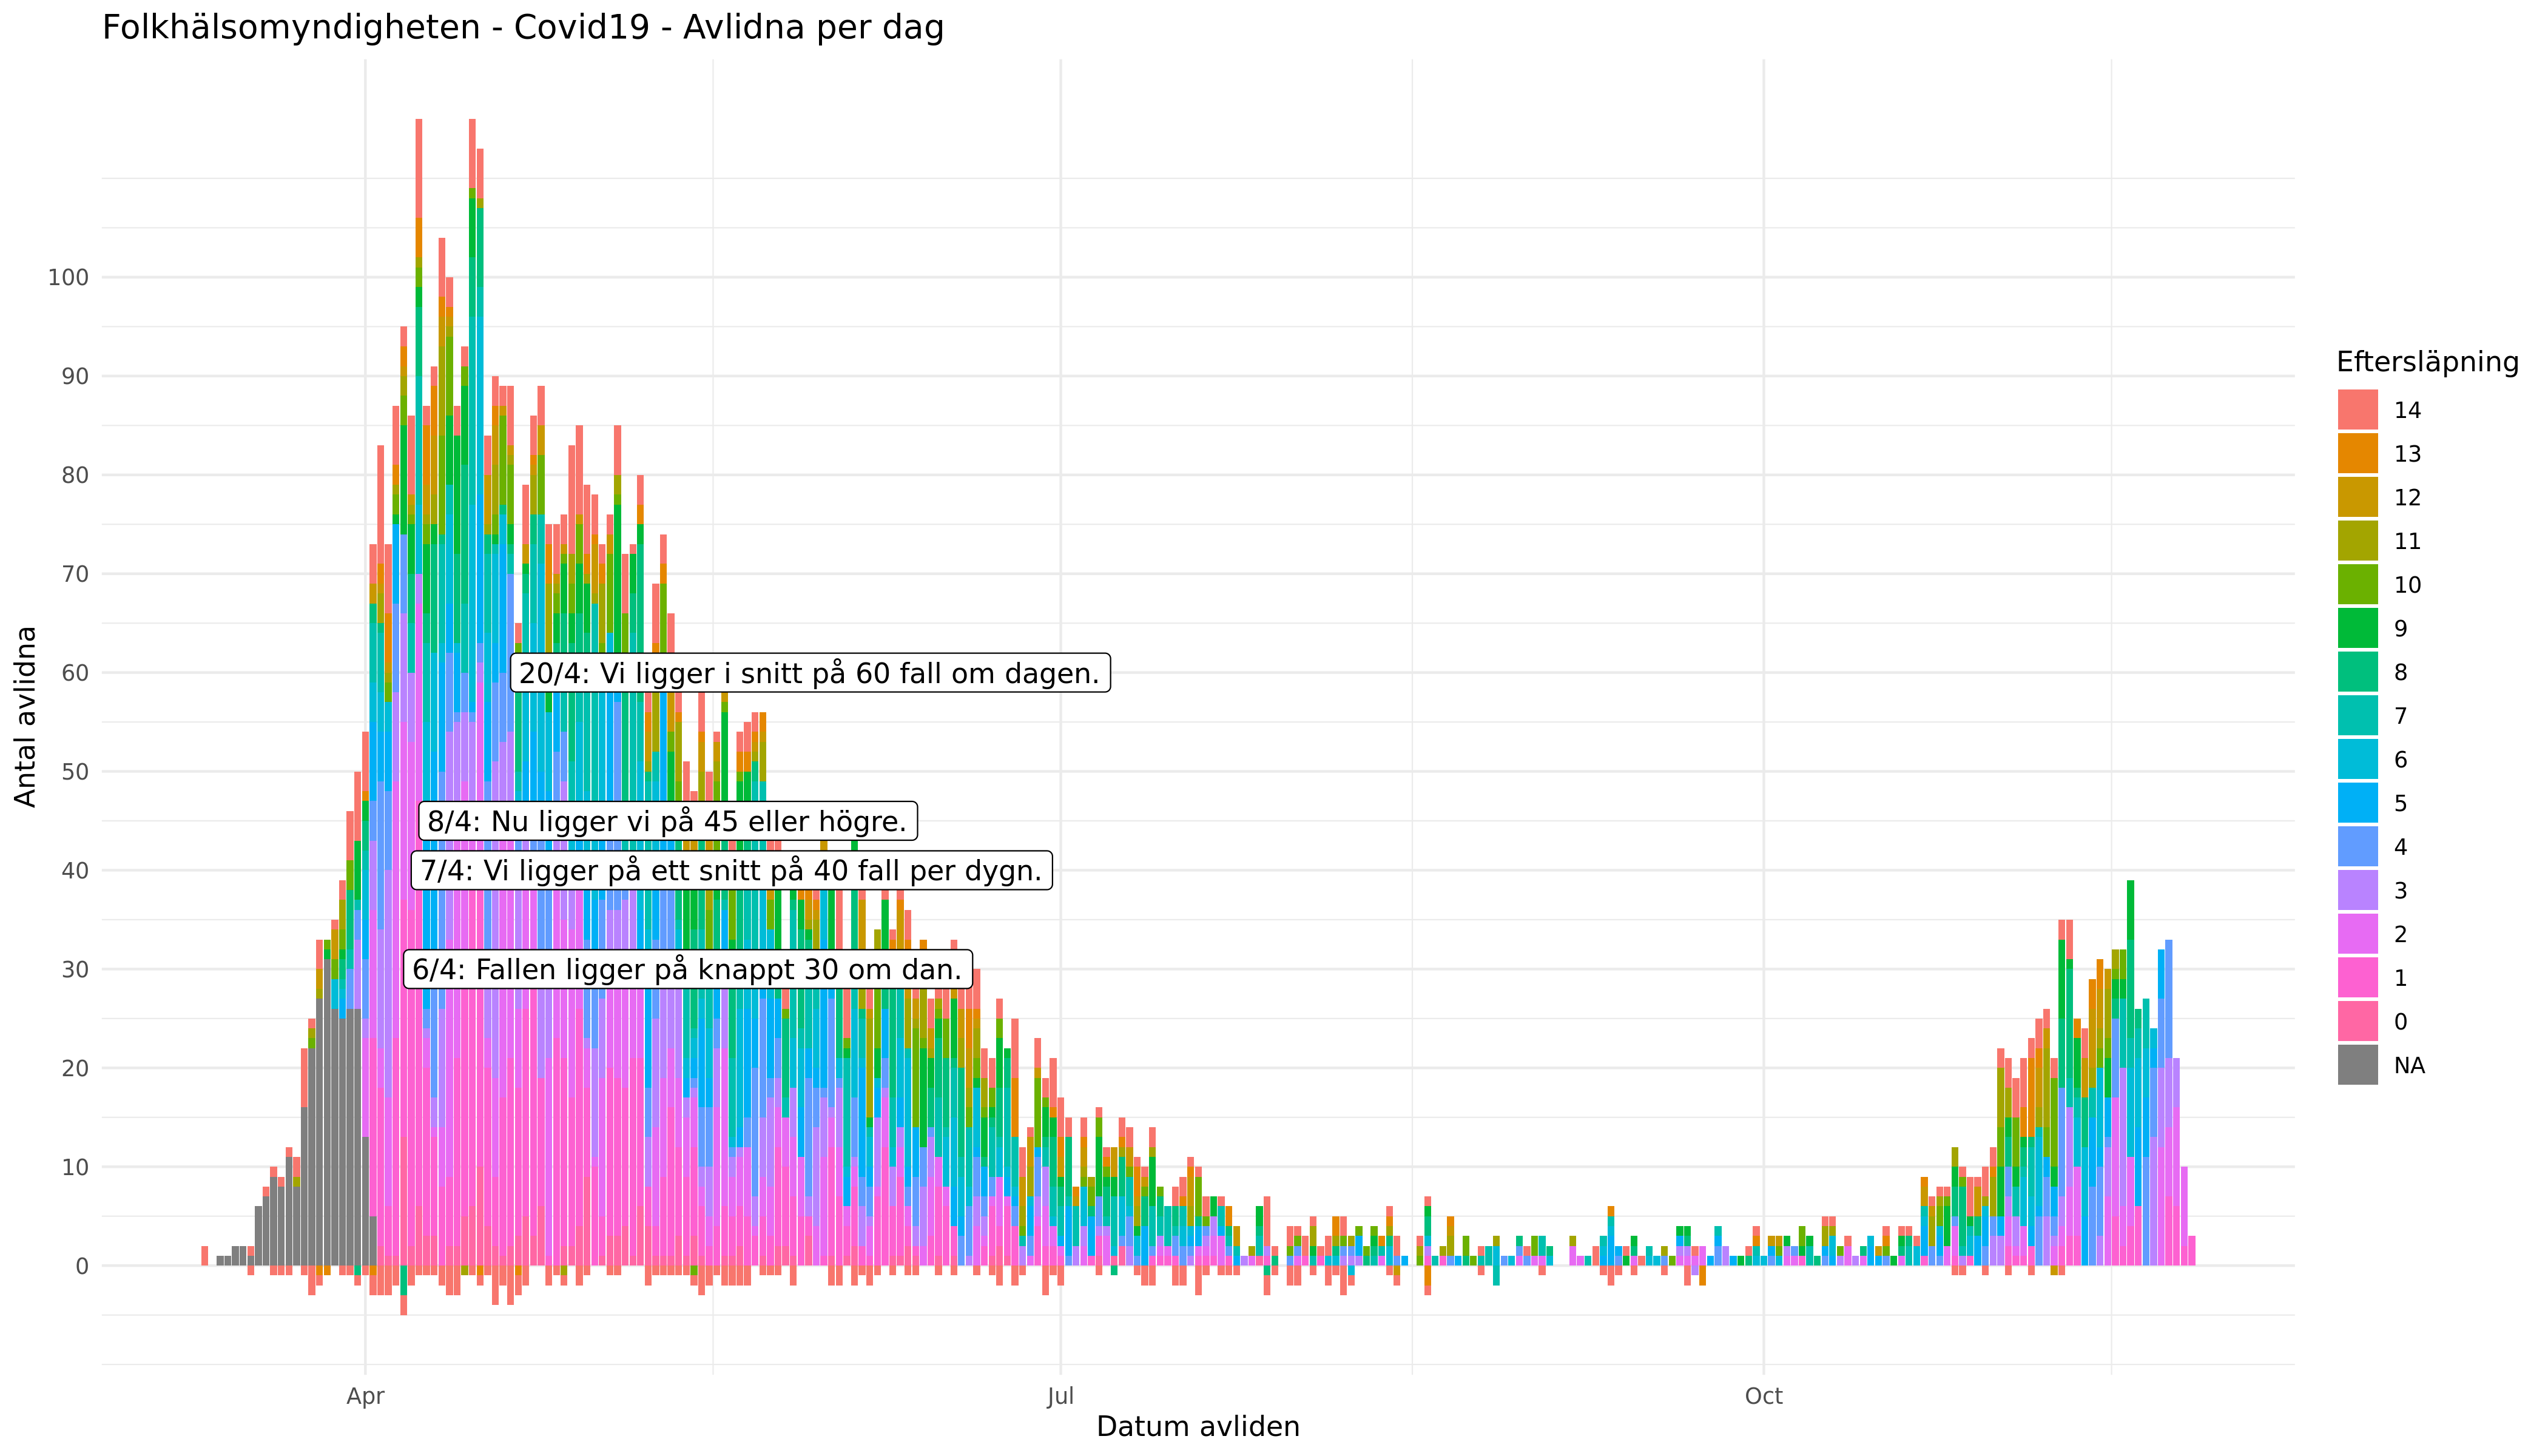 Folkhälsomyndigheten - Covid19 - Avlidna per dag
Antal avlidna
100
90
80
70
60
50
40
30
20
10
0
20/4: Vi ligger i snitt på 60 fall om dagen.
8/4: Nu ligger vi på 45 eller högre.
7/4: Vi ligger på ett snitt på 40 fall per dygn.
6/4: Fallen ligger på knappt 30 om dan.
Apr
Jul
Oct
Datum avliden
Eftersläpning
14
13
12
11
10
9
8
7
6
5
4
3
2
1
0
NA